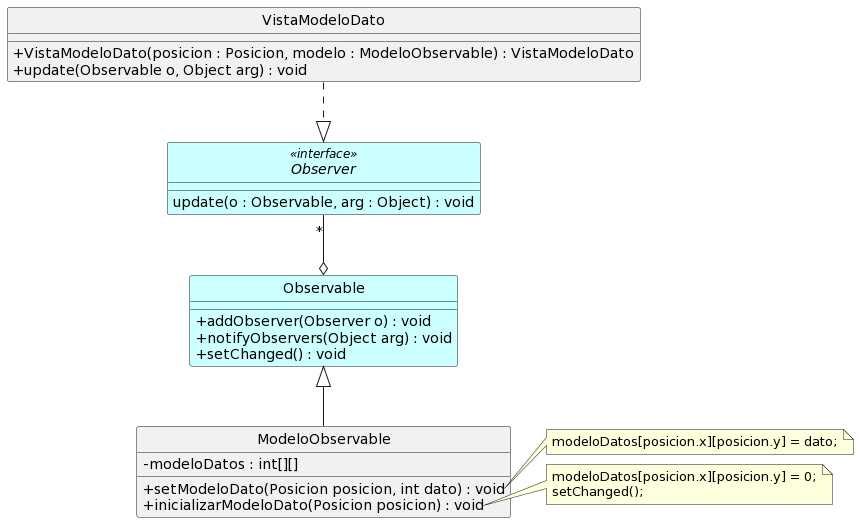 VistaModeloDato
+VistaModeloDato(posicion : Posicion, modelo : ModeloObservable) : VistaModeloDato
+update(Observable o, Object arg) : void
«interface»
Observer
update(o : Observable, arg : Object) : void
*
Observable
+addObserver(Observer o) : void
+notifyObservers(Object arg) : void
+setChanged() : void
ModeloObservable
-modeloDatos : int[][]
+setModeloDato(Posicion posicion, int dato) : void
+inicializarModeloDato(Posicion posicion) : void
modeloDatos[posicion.x][posicion.y] = dato;
modeloDatos[posicion.x][posicion.y] = 0;
setChanged();